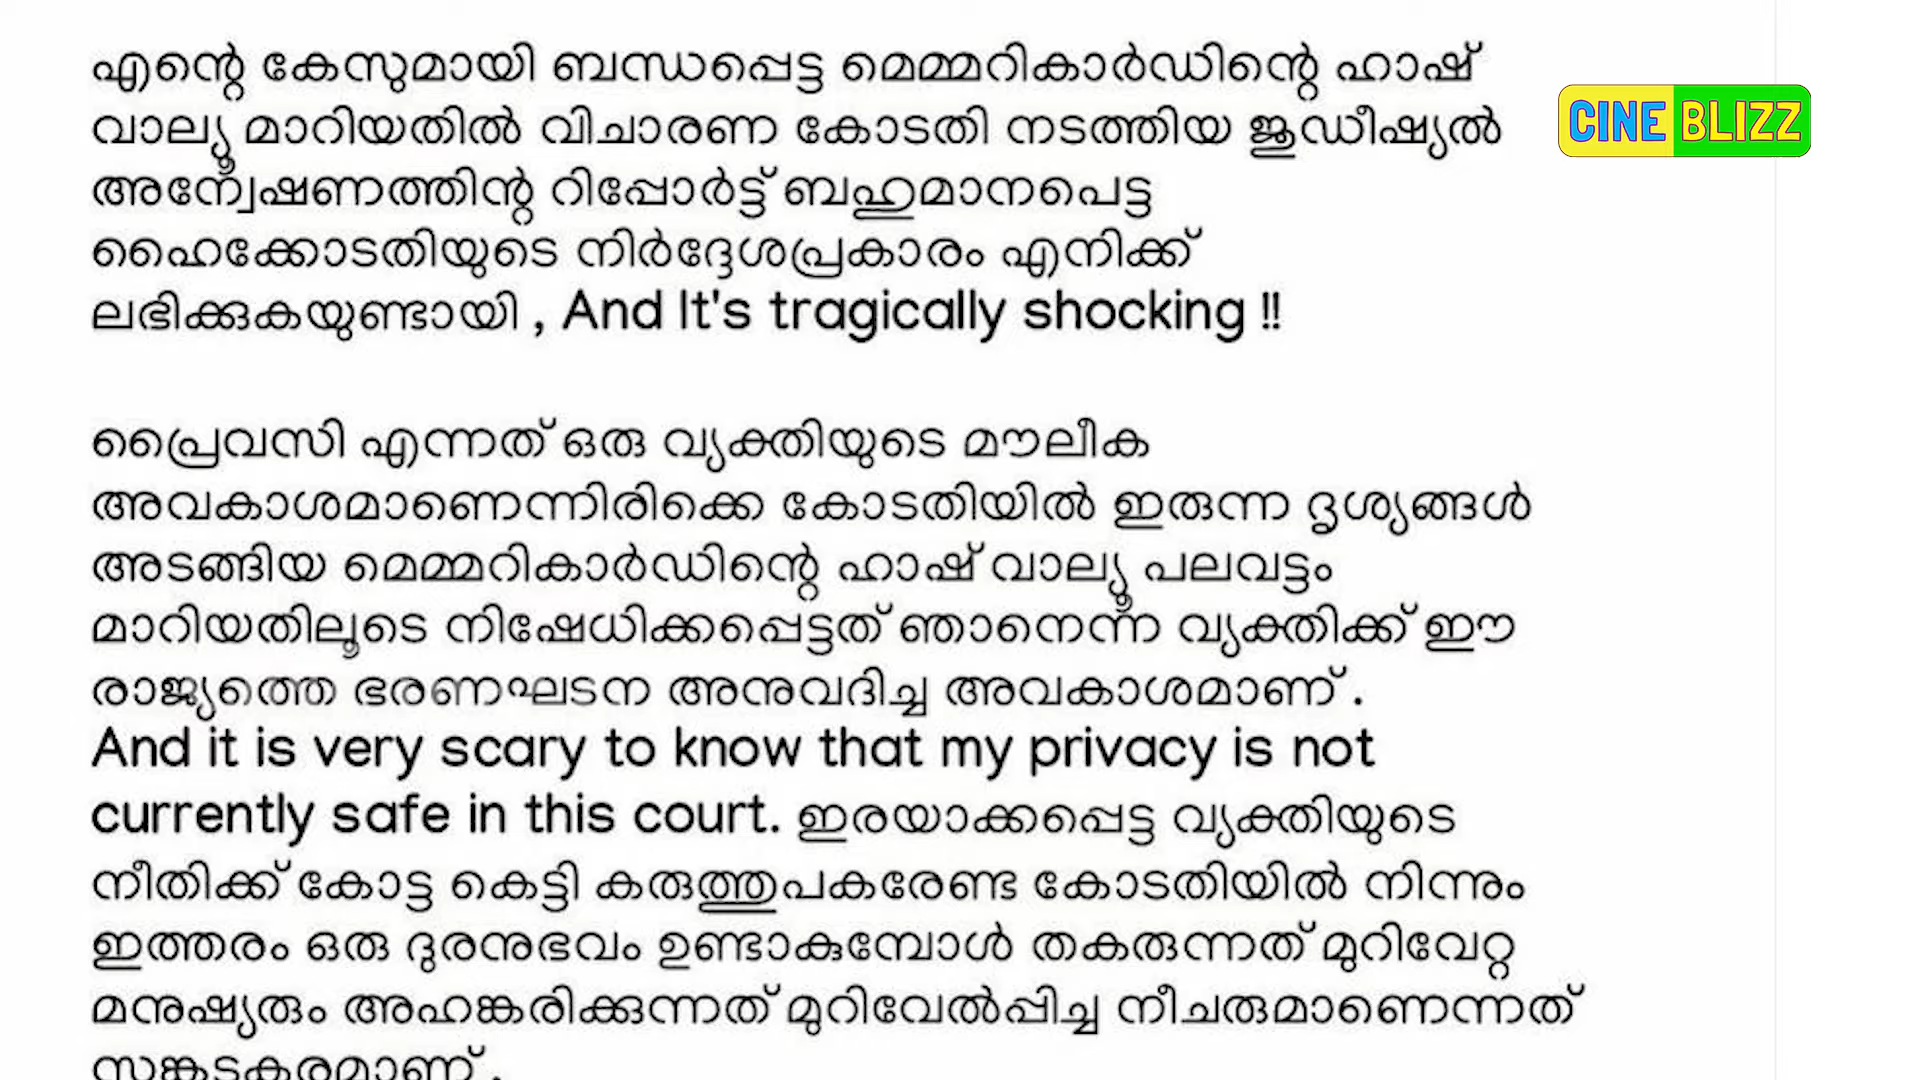 എന്റെ കേസുമായി ബന്ധപ്പെട്ട മെമ്മറികാർഡിന്റെ ഹാഷ്
വാല്യൂ മാറിയതിൽ വിചാരണ കോടതി നടത്തിയ ജുഡീഷ്യൽ
അന്വേഷണത്തിന്റ റിപ്പോർട്ട് ബഹുമാനപെട്ട
ഹൈക്കോടതിയുടെ നിർദ്ദേശപ്രകാരം എനിക്ക്
ലഭിക്കുകയുണ്ടായി , And It's tragically shocking !!
പ്രൈവസി എന്നത് ഒരു വ്യക്തിയുടെ മൗലീക
അവകാശമാണെന്നിരിക്കെ കോടതിയിൽ ഇരുന്ന ദൃശ്യങ്ങൾ
അടങ്ങിയ മെമ്മറികാർഡിന്റെ ഹാഷ് വാല്യൂ പലവട്ടം
മാറിയതിലൂടെ നിഷേധിക്കപ്പെട്ടത് ഞാനെന്ന വ്യക്തിക്ക് ഈ
രാജ്യത്തെ ഭരണഘടന അനുവദിച്ച അവകാശമാണ് .
And it is very scary to know that my privacy is not
currently safe in this court. ഇരയാക്കപ്പെട്ട വ്യക്തിയുടെ
നീതിക്ക് കോട്ട കെട്ടി കരുത്തുപകരേണ്ട കോടതിയിൽ നിന്നും
ഇത്തരം ഒരു ദുരനുഭവം ഉണ്ടാകുമ്പോൾ തകരുന്നത് മുറിവേറ്റ
മനുഷ്യരും അഹങ്കരിക്കുന്നത് മുറിവേൽപ്പിച്ച നീചരുമാണെന്നത്
സങ്കടകരമാണ് .
CINE BLIZZ